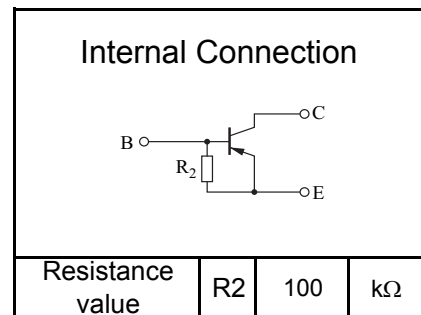 Internal Connection
C
B
R2
E
Resistance value R2 100 kΩ